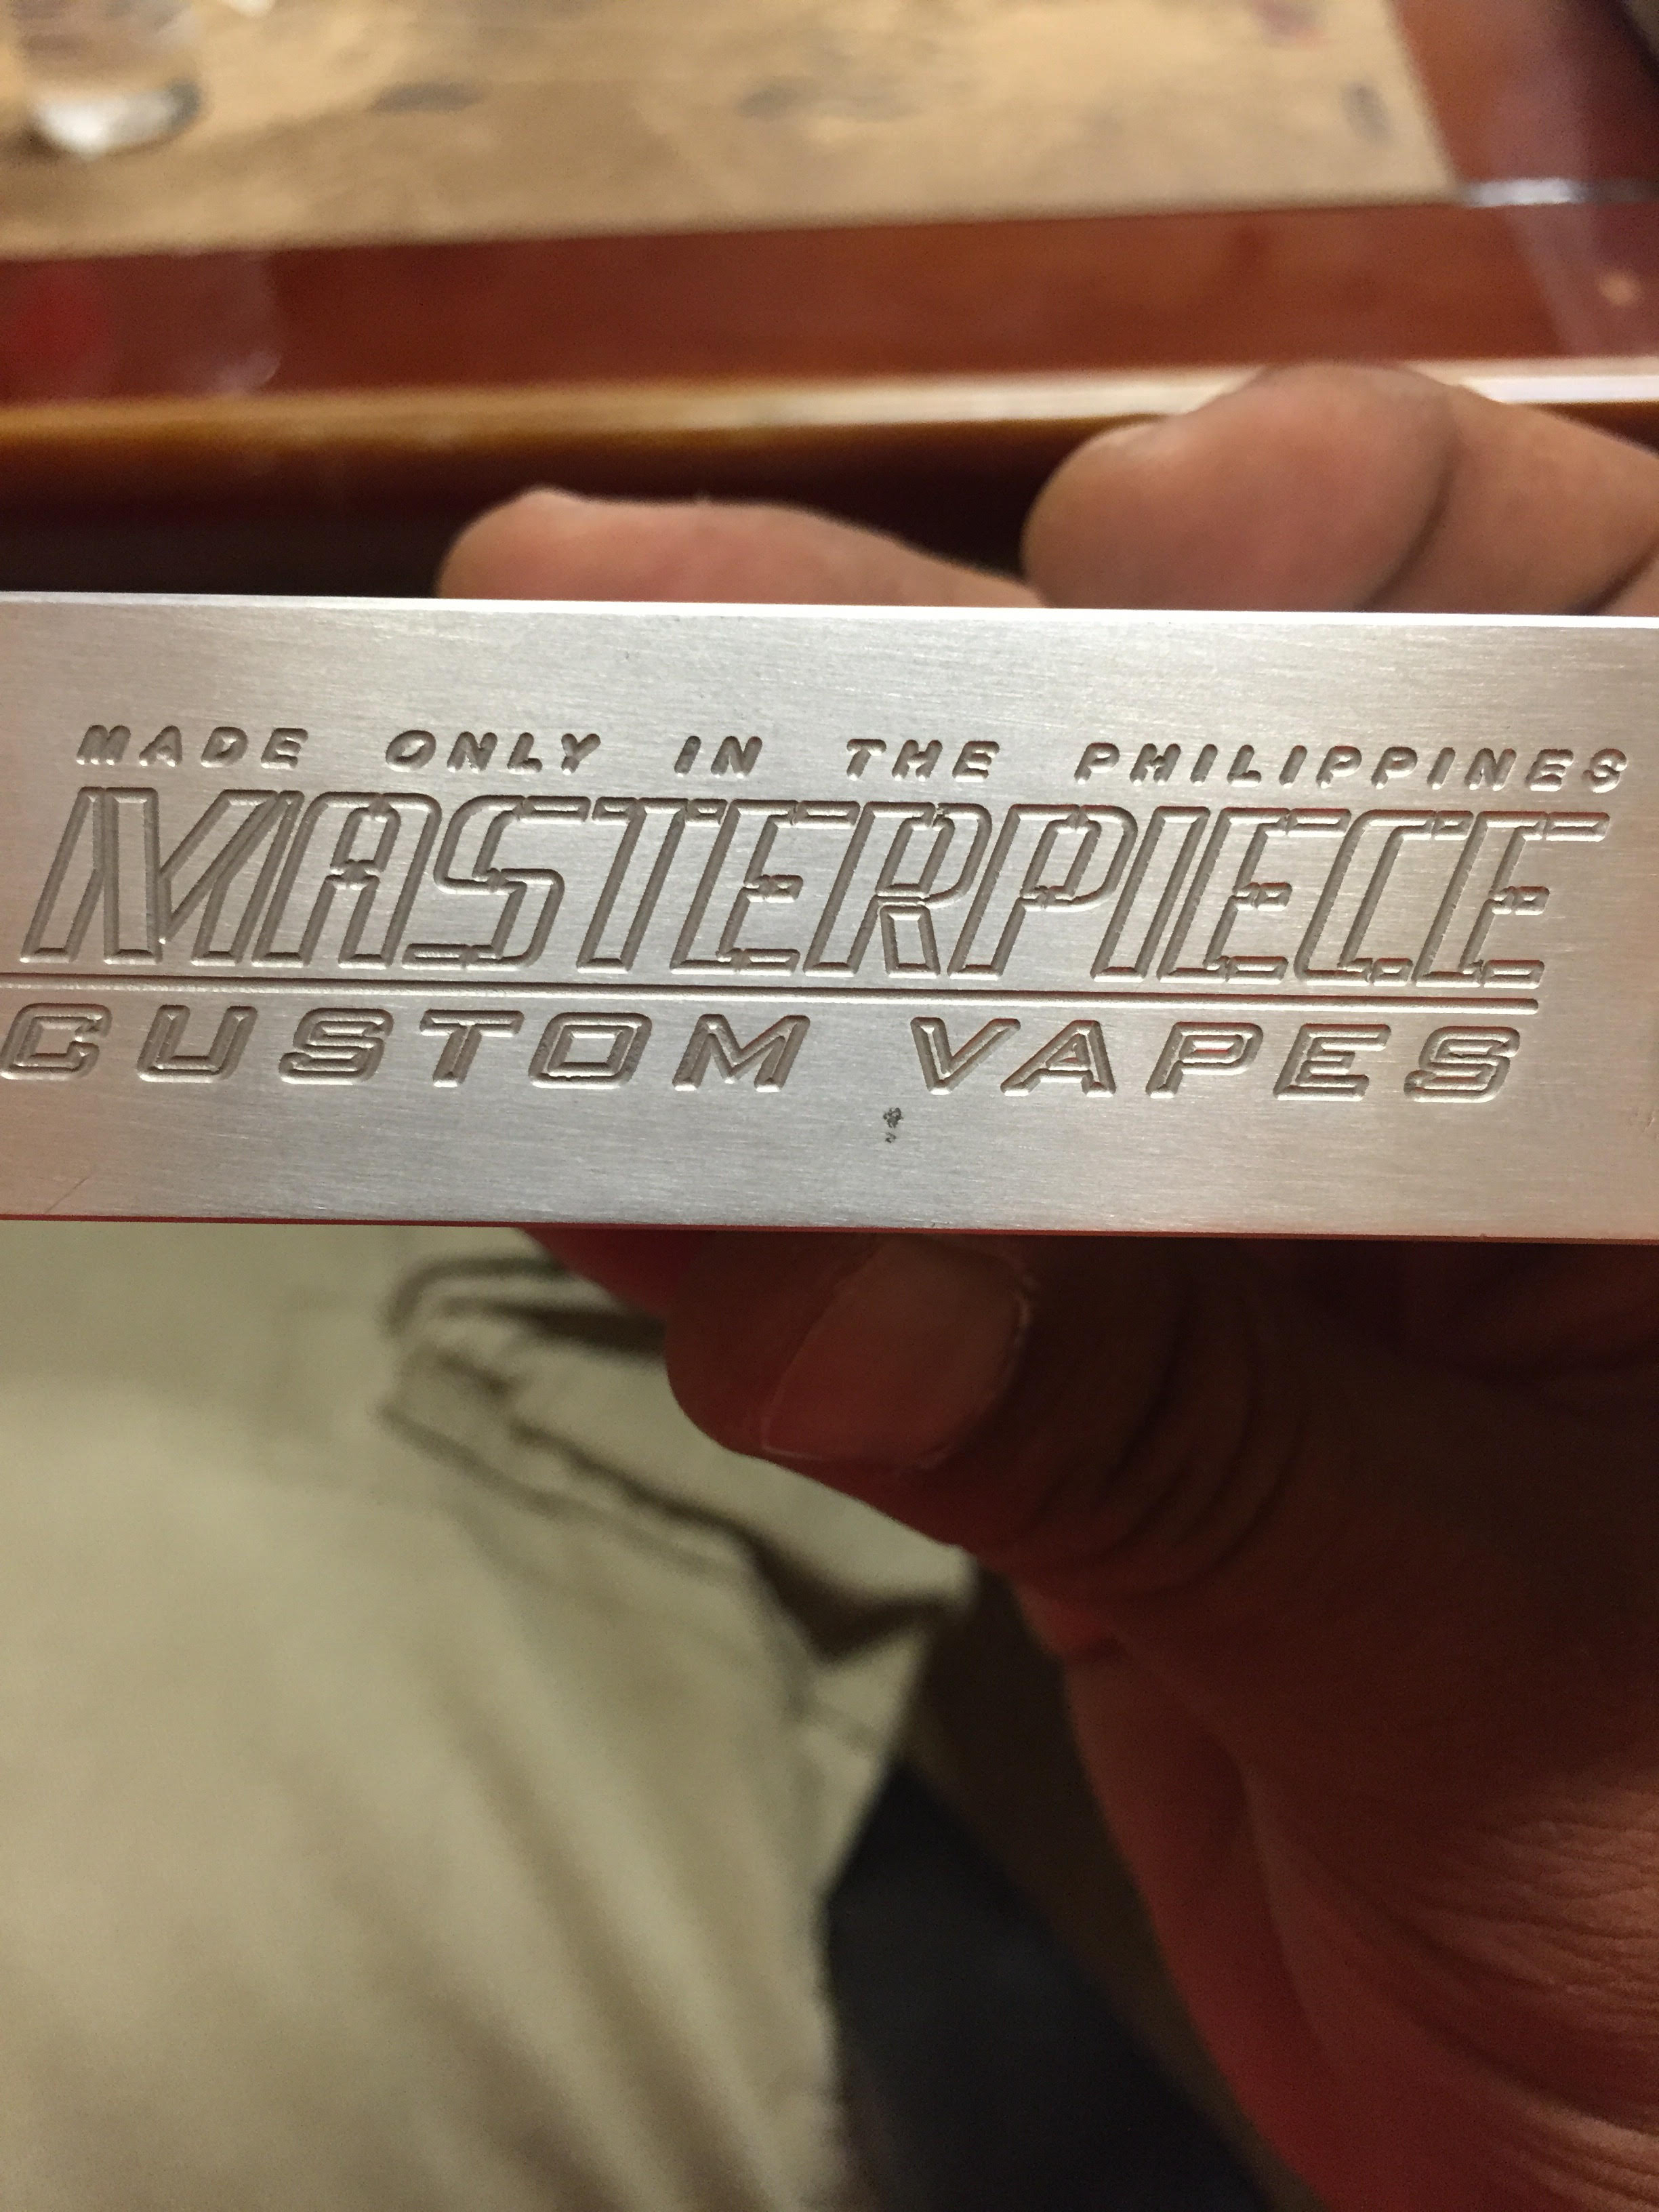 MADE ONLY IN THE PHILIPPINES
MASTERPIECE
CUSTOM VAPES